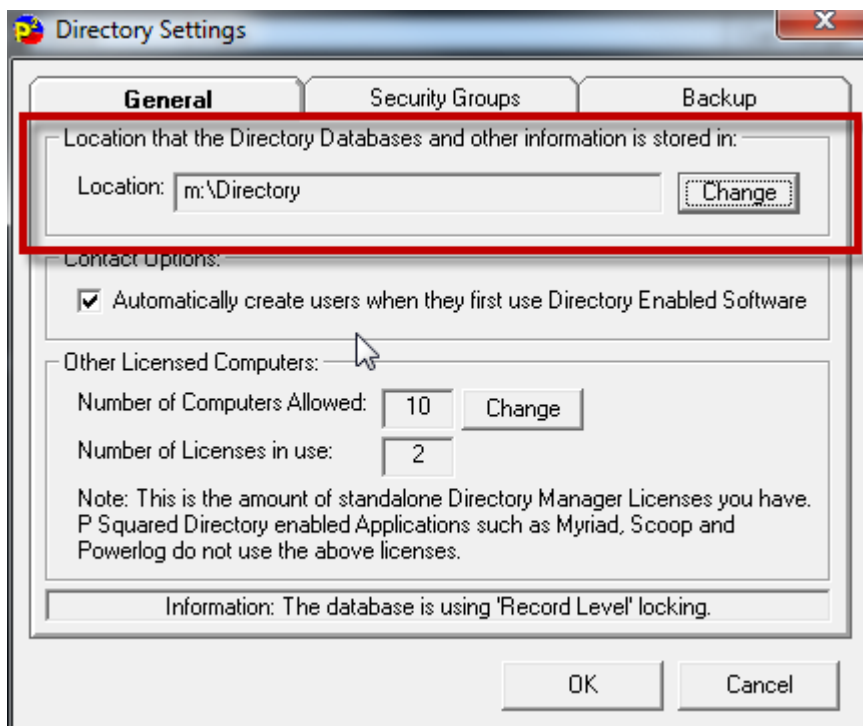 Directory Settings
General Security Groups Backup
Location that the Directory Databases and other information is stored in:
Location: m:\Directory Change
Contact Options:
Automatically create users when they first use Directory Enabled Software
Other Licensed Computers:
Number of Computers Allowed: 10 Change
Number of Licenses in use: 2
Note: This is the amount of standalone Directory Manager Licenses you have.
P Squared Directory enabled Applications such as Myriad, Scoop and
Powerlog do not use the above licenses.
Information: The database is using 'Record Level' locking.
OK Cancel